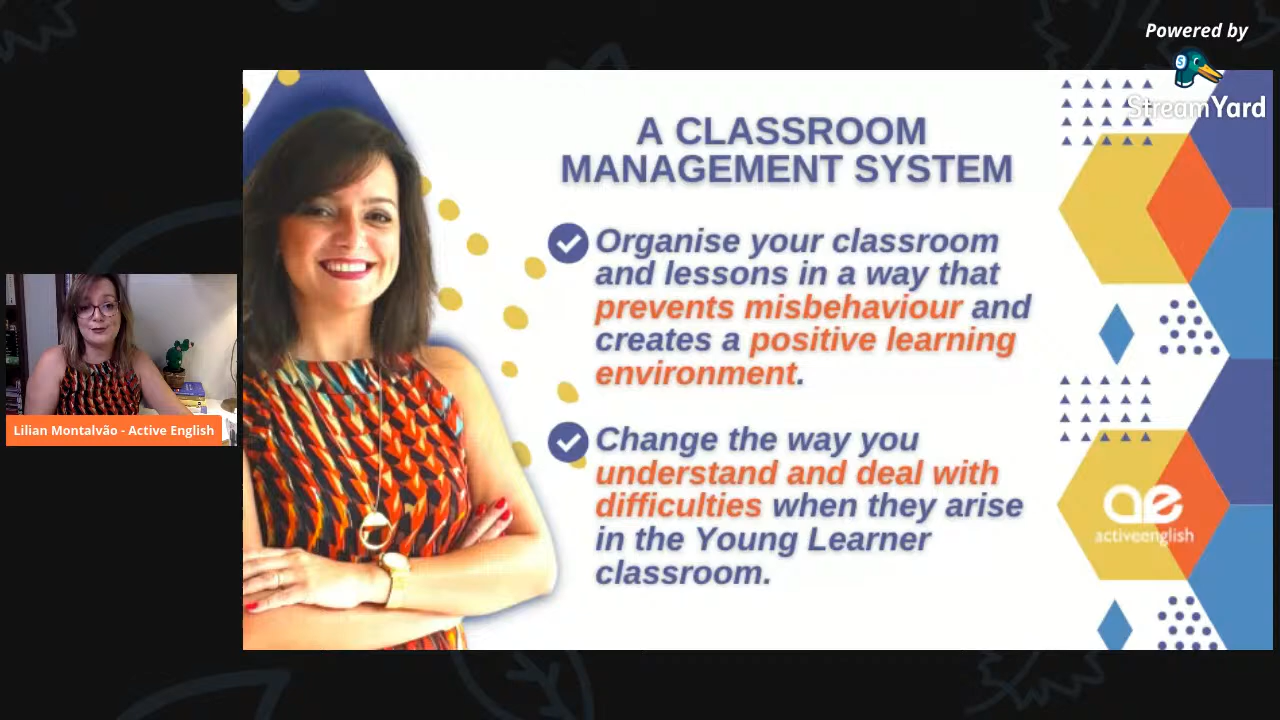 Powered by
StreamYard
A CLASSROOM
MANAGEMENT SYSTEM
Organise your classroom
and lessons in a way that
prevents misbehaviour and
creates a positive learning
environment.
Change the way you
understand and deal with
difficulties when they arise
in the Young Learner
classroom.
Lilian Montalvão - Active English
ae
activeenglish